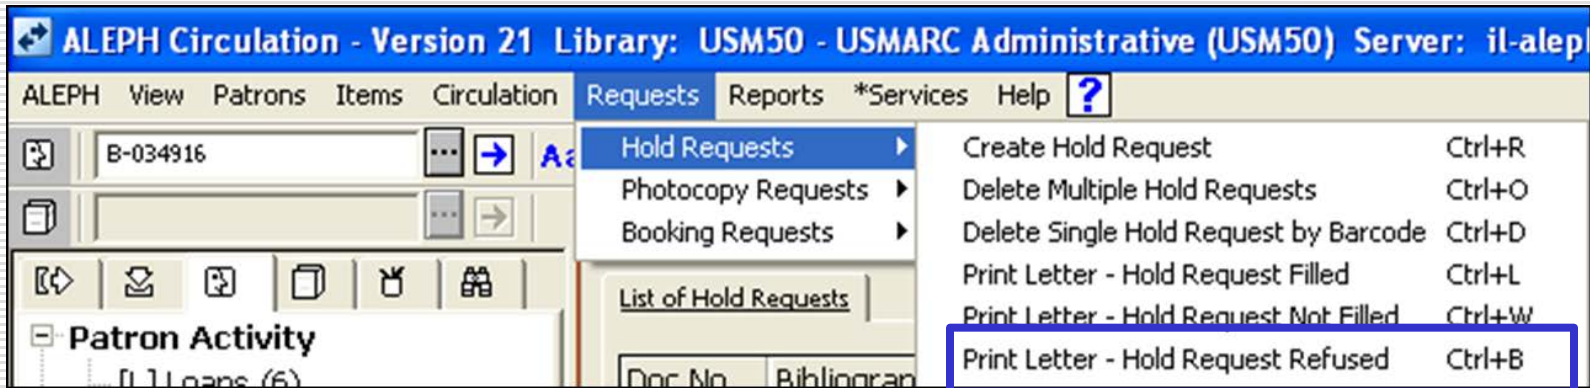 ALEPH Circulation - Version 21 Library: USM50 - USMARC Administrative (USM50) Server: il-alep
ALEPH View Patrons Items Circulation Requests Reports *Services Help ?
B-034916
Hold Requests
Photocopy Requests
Booking Requests
Create Hold Request Ctrl+R
Delete Multiple Hold Requests Ctrl+O
Delete Single Hold Request by Barcode Ctrl+D
Print Letter - Hold Request Filled Ctrl+L
Print Letter - Hold Request Not Filled Ctrl+W
Print Letter - Hold Request Refused Ctrl+B
List of Hold Requests
Patron Activity
[L] Loans (6)
Doc No. Bibliogra